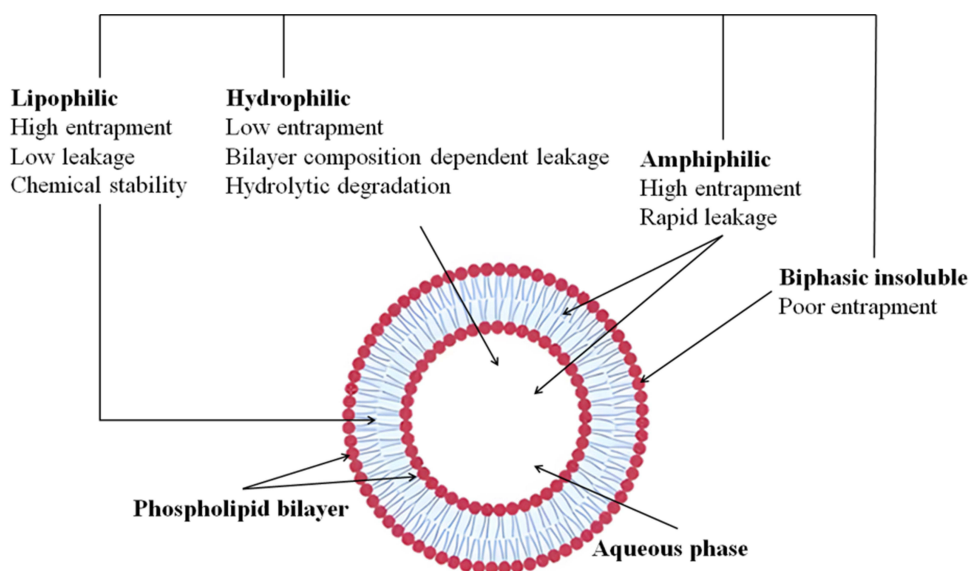 Lipophilic
High entrapment
Low leakage
Chemical stability
Hydrophilic
Low entrapment
Bilayer composition dependent leakage
Hydrolytic degradation
Amphiphilic
High entrapment
Rapid leakage
Biphasic insoluble
Poor entrapment
Phospholipid bilayer
Aqueous phase